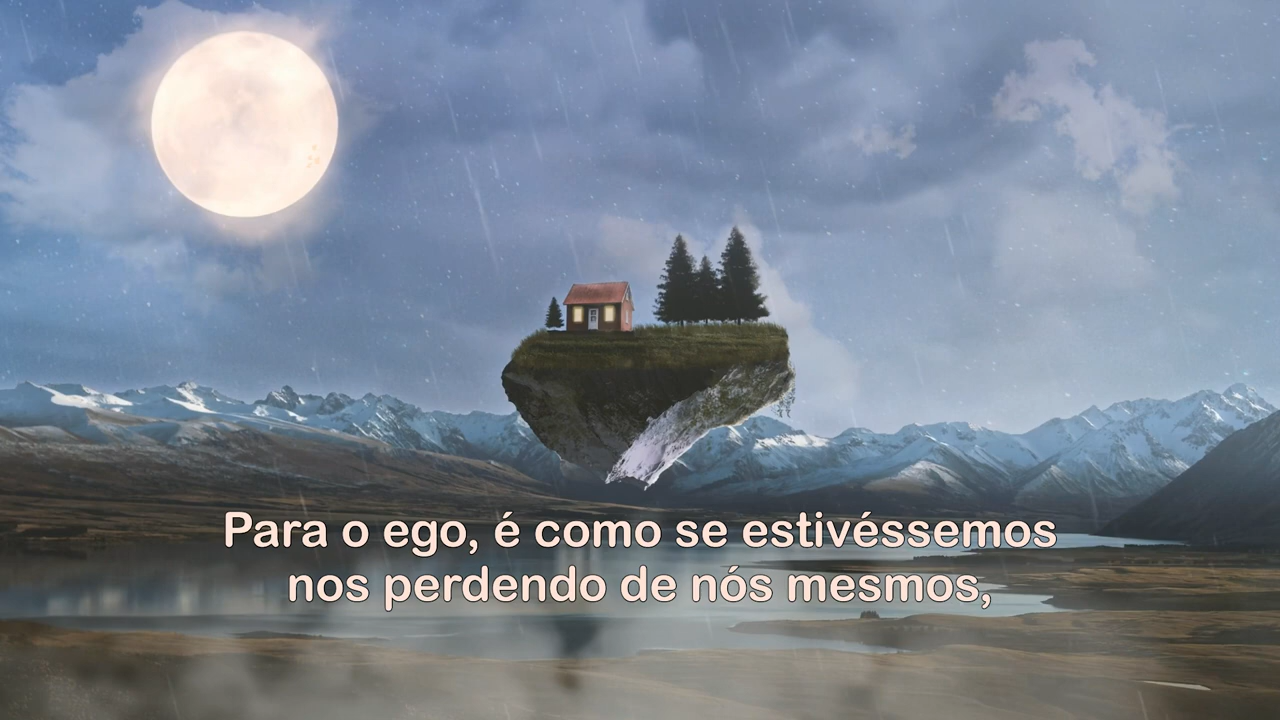 Para o ego, é como se estivéssemos
nos perdendo de nós mesmos,